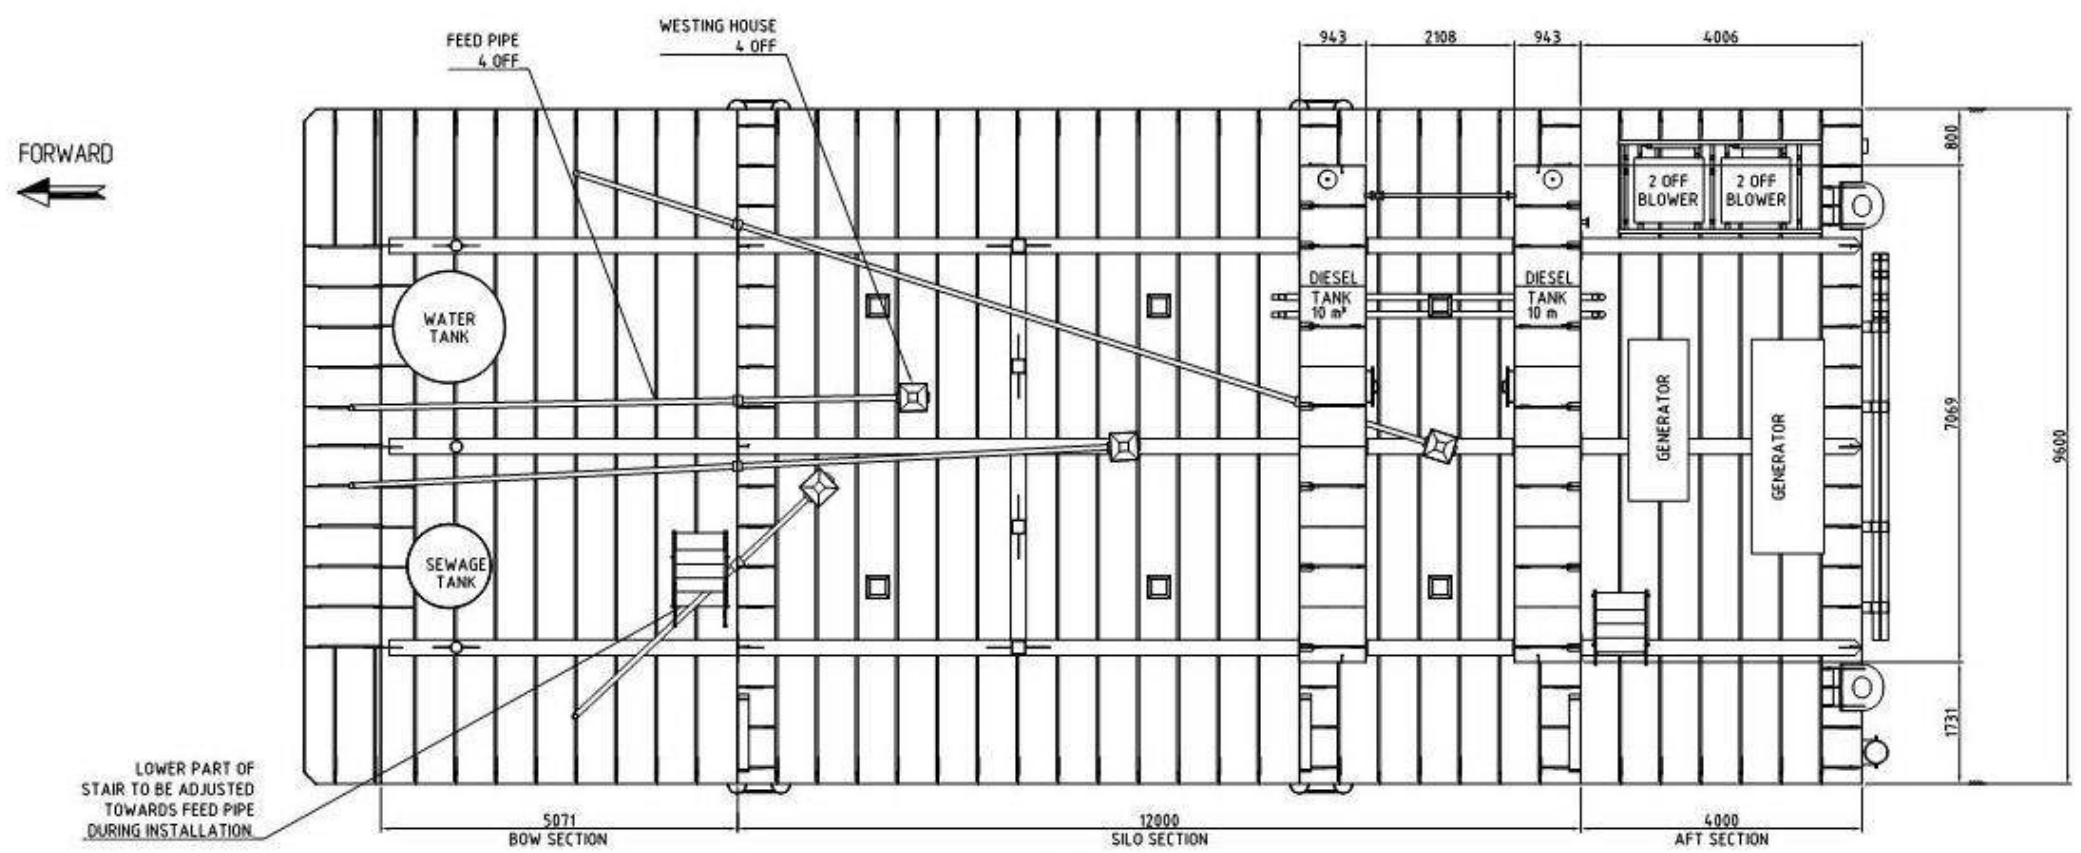 WESTING HOUSE
4 OFF
FEED PIPE
4 OFF
943
2108
943
4006
FORWARD
800
2 OFF
BLOWER
2 OFF
BLOWER
DIESEL
TANK
10 m³
DIESEL
TANK
10 m
WATER
TANK
GENERATOR
GENERATOR
7069
9600
SEWAGE
TANK
1731
LOWER PART OF
STAIR TO BE ADJUSTED
TOWARDS FEED PIPE
DURING INSTALLATION
5071
BOW SECTION
12000
SILO SECTION
4000
AFT SECTION